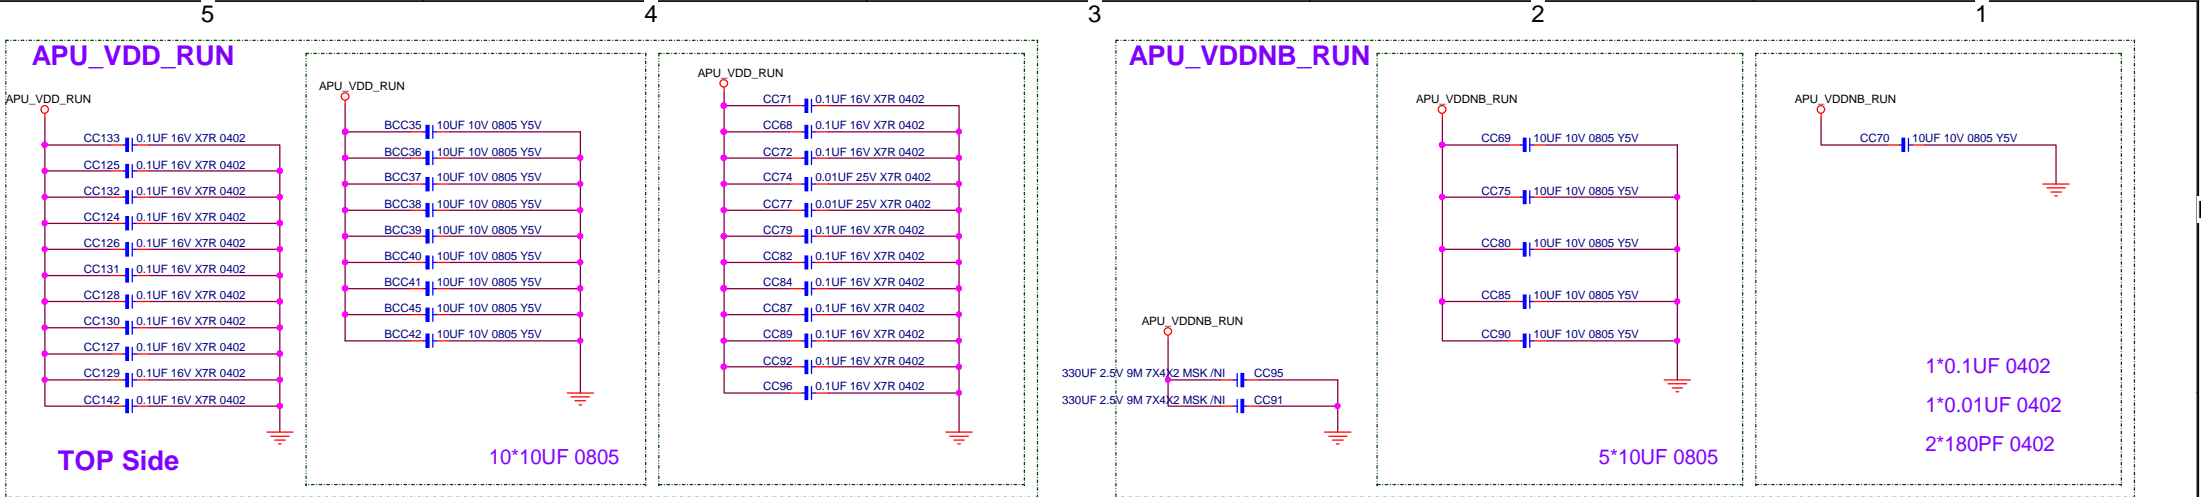 5 4 3 2 1
APU_VDD_RUN
APU_VDD_RUN
CC133 0.1UF 16V X7R 0402
CC125 0.1UF 16V X7R 0402
CC132 0.1UF 16V X7R 0402
CC124 0.1UF 16V X7R 0402
CC126 0.1UF 16V X7R 0402
CC131 0.1UF 16V X7R 0402
CC128 0.1UF 16V X7R 0402
CC130 0.1UF 16V X7R 0402
CC127 0.1UF 16V X7R 0402
CC129 0.1UF 16V X7R 0402
CC142 0.1UF 16V X7R 0402
TOP Side
APU_VDD_RUN
BCC35 10UF 10V 0805 Y5V
BCC36 10UF 10V 0805 Y5V
BCC37 10UF 10V 0805 Y5V
BCC38 10UF 10V 0805 Y5V
BCC39 10UF 10V 0805 Y5V
BCC40 10UF 10V 0805 Y5V
BCC41 10UF 10V 0805 Y5V
BCC45 10UF 10V 0805 Y5V
BCC42 10UF 10V 0805 Y5V
10*10UF 0805
APU_VDD_RUN
CC71 0.1UF 16V X7R 0402
CC68 0.1UF 16V X7R 0402
CC72 0.1UF 16V X7R 0402
CC74 0.01UF 25V X7R 0402
CC77 0.01UF 25V X7R 0402
CC79 0.1UF 16V X7R 0402
CC82 0.1UF 16V X7R 0402
CC84 0.1UF 16V X7R 0402
CC87 0.1UF 16V X7R 0402
CC89 0.1UF 16V X7R 0402
CC92 0.1UF 16V X7R 0402
CC96 0.1UF 16V X7R 0402
APU_VDDNB_RUN
APU_VDDNB_RUN
330UF 2.5V 9M 7X4X2 MSK /NI CC95
330UF 2.5V 9M 7X4X2 MSK /NI CC91
APU_VDDNB_RUN
CC69 10UF 10V 0805 Y5V
CC75 10UF 10V 0805 Y5V
CC80 10UF 10V 0805 Y5V
CC85 10UF 10V 0805 Y5V
CC90 10UF 10V 0805 Y5V
5*10UF 0805
APU_VDDNB_RUN
CC70 10UF 10V 0805 Y5V
1*0.1UF 0402
1*0.01UF 0402
2*180PF 0402